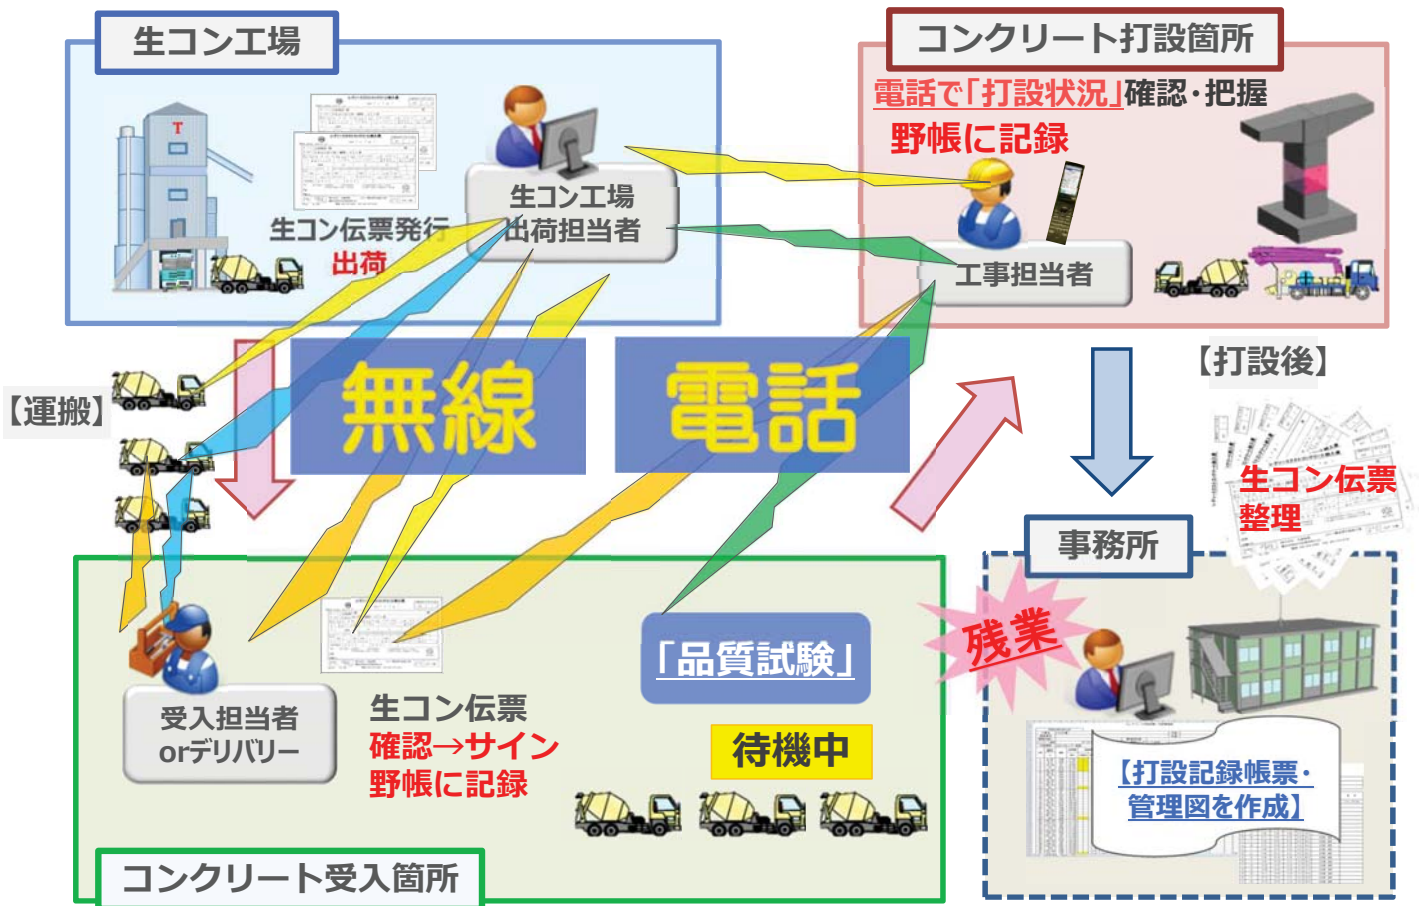 生コン工場
T
生コン伝票発行
出荷
生コン工場
出荷担当者
コンクリート打設箇所
電話で「打設状況」確認・把握
野帳に記録
工事担当者
【運搬】
無線
電話
【打設後】
生コン伝票
整理
事務所
残業
【打設記録帳票・
管理図を作成】
受入担当者
orデリバリー
生コン伝票
確認→サイン
野帳に記録
「品質試験」
待機中
コンクリート受入箇所